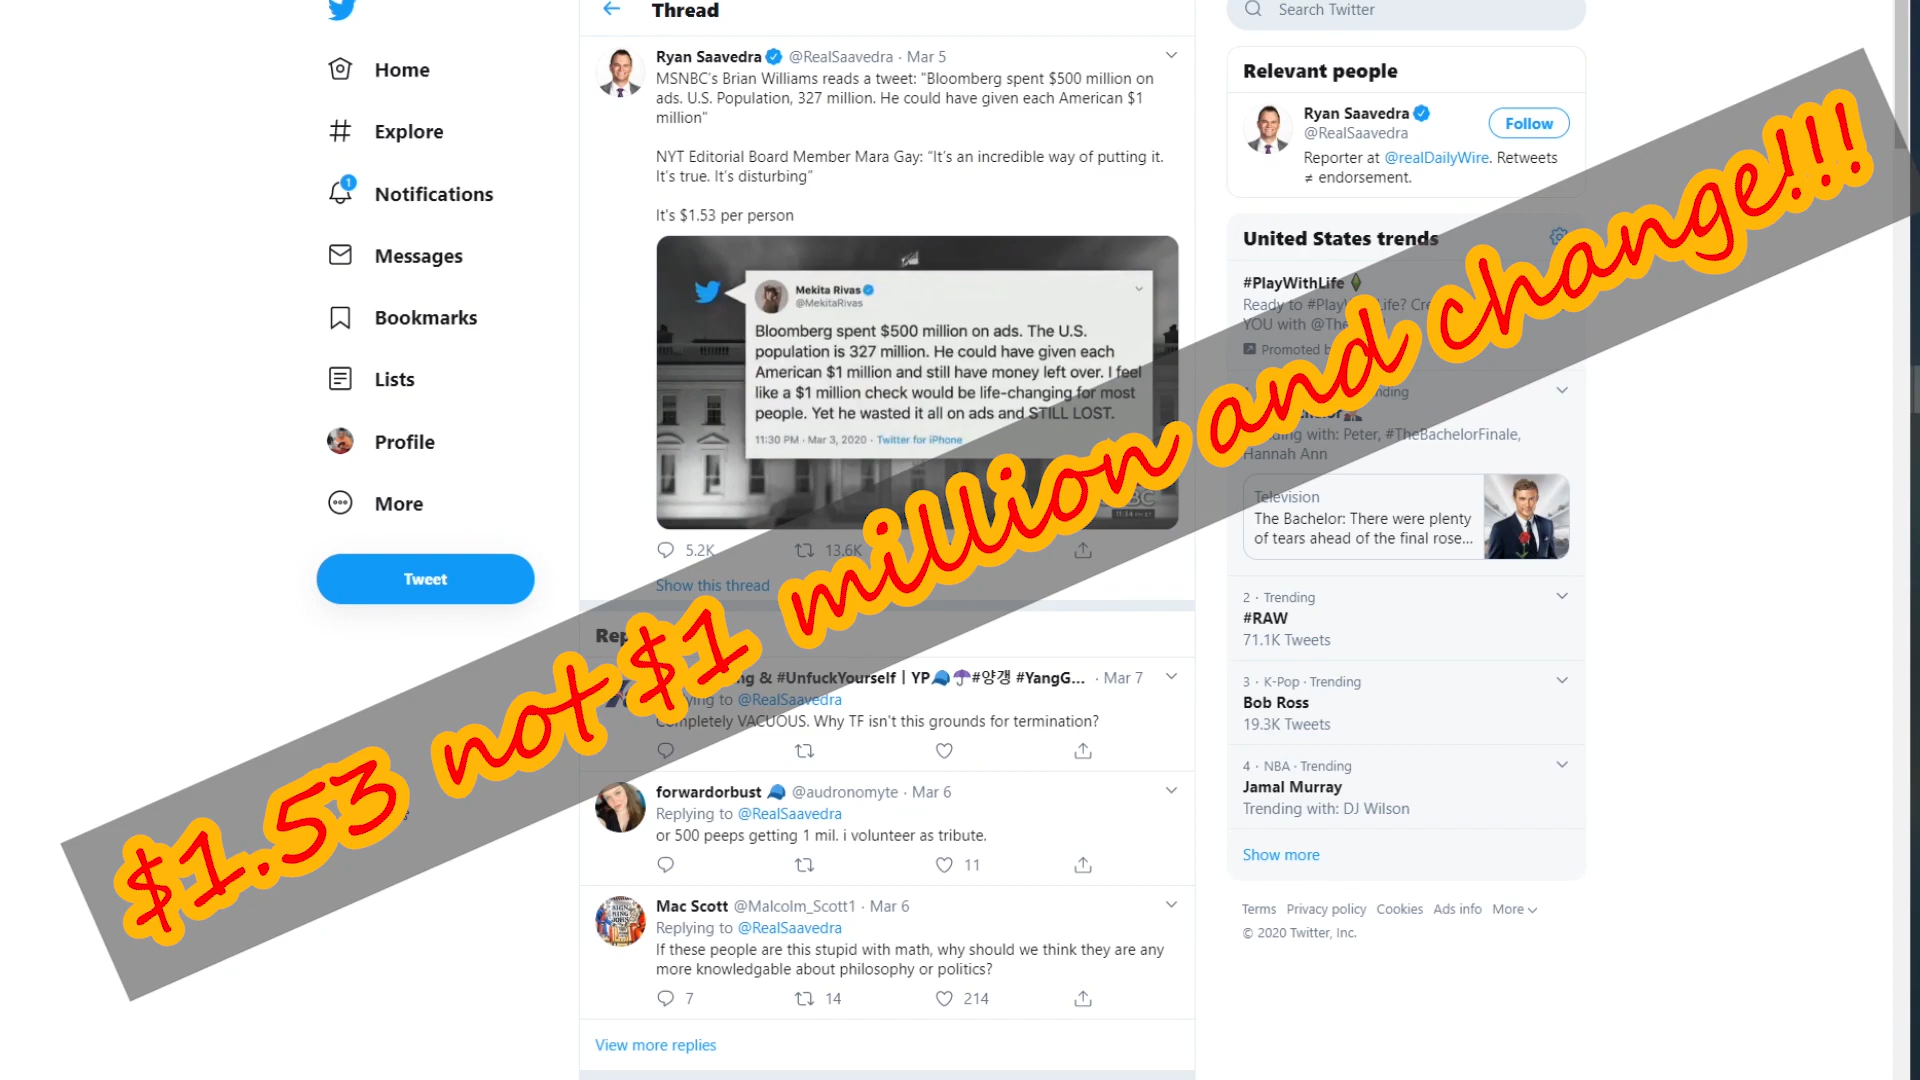 Home
Explore
1
Notifications
Messages
Bookmarks
Lists
Profile
More
Tweet
Thread
Ryan Saavedra @RealSaavedra · Mar 5
MSNBC's Brian Williams reads a tweet: "Bloomberg spent $500 million on
ads. U.S. Population, 327 million. He could have given each American $1
million"
NYT Editorial Board Member Mara Gay: “It’s an incredible way of putting it.
It’s true. It’s disturbing”
It's $1.53 per person
Mekita Rivas
@MekitaRivas
Bloomberg spent $500 million on ads. The U.S.
population is 327 million. He could have given each
American $1 million and still have money left over. I feel
like a $1 million check would be life-changing for most
people. Yet he wasted it all on ads and STILL LOST.
11:30 PM · Mar 3, 2020 · Twitter for iPhone
5.2K 13.6K
Show this thread
& #UnfuckYourself | YP #양갱 #YangG... · Mar 7
@RealSaavedra
Completely VACUOUS. Why TF isn't this grounds for termination?
forwardorbust @audronomyte · Mar 6
Replying to @RealSaavedra
or 500 peeps getting 1 mil. i volunteer as tribute.
11
Mac Scott @Malcolm_Scott1 · Mar 6
Replying to @RealSaavedra
If these people are this stupid with math, why should we think they are any
more knowledgable about philosophy or politics?
7 14 214
View more replies
Search Twitter
Relevant people
Ryan Saavedra
@RealSaavedra
Follow
Reporter at @realDailyWire. Retweets
≠ endorsement.
United States trends
#PlayWithLife
Ready to
YOU with
Promoted
Trending with: Peter, #TheBachelorFinale,
Hannah Ann
Television
The Bachelor: There were plenty
of tears ahead of the final rose...
2 · Trending
#RAW
71.1K Tweets
3 · K-Pop · Trending
Bob Ross
19.3K Tweets
4 · NBA · Trending
Jamal Murray
Trending with: DJ Wilson
Show more
Terms Privacy policy Cookies Ads info More
© 2020 Twitter, Inc.
$1.53 not $1 million and change!!!